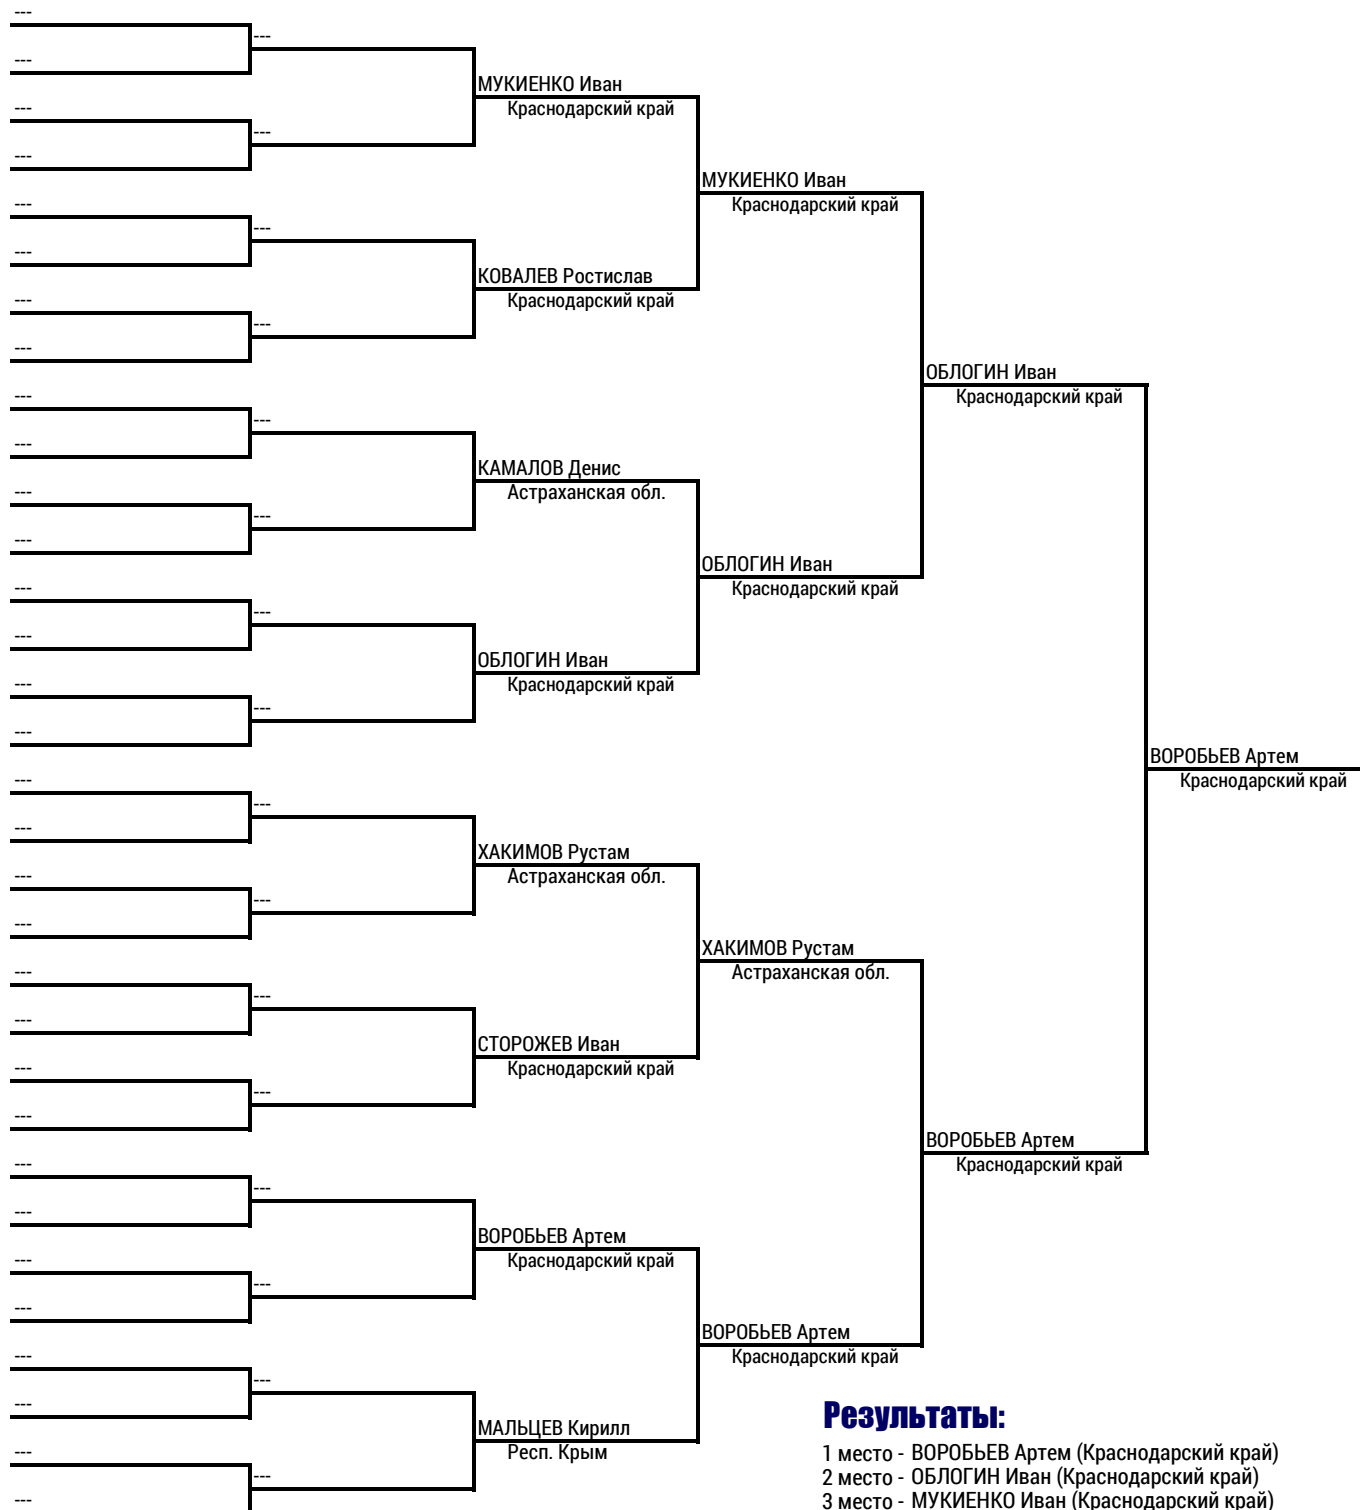 ---
---
---
МУКИЕНКО Иван
---
Краснодарский край
---
---
МУКИЕНКО Иван
---
Краснодарский край
---
---
КОВАЛЕВ Ростислав
---
Краснодарский край
---
---
ОБЛОГИН Иван
---
Краснодарский край
---
---
КАМАЛОВ Денис
---
Астраханская обл.
---
---
ОБЛОГИН Иван
---
Краснодарский край
---
---
ОБЛОГИН Иван
---
Краснодарский край
---
---
ВОРОБЬЕВ Артем
---
Краснодарский край
---
---
ХАКИМОВ Рустам
---
Астраханская обл.
---
---
ХАКИМОВ Рустам
---
Астраханская обл.
---
---
СТОРОЖЕВ Иван
---
Краснодарский край
---
---
ВОРОБЬЕВ Артем
---
Краснодарский край
---
---
ВОРОБЬЕВ Артем
---
Краснодарский край
---
---
ВОРОБЬЕВ Артем
---
Краснодарский край
---
---
МАЛЬЦЕВ Кирилл
---
Респ. Крым
---
---
Результаты:
1 место - ВОРОБЬЕВ Артем (Краснодарский край)
2 место - ОБЛОГИН Иван (Краснодарский край)
3 место - МУКИЕНКО Иван (Краснодарский край)